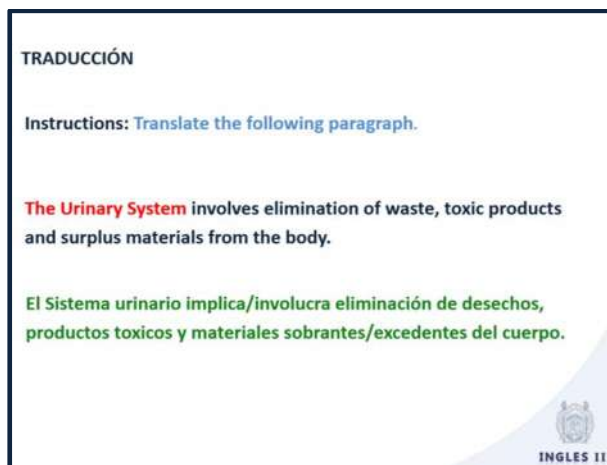 TRADUCCIÓN
Instructions: Translate the following paragraph.
The Urinary System involves elimination of waste, toxic products
and surplus materials from the body.
El Sistema urinario implica/involucra eliminación de desechos,
productos toxicos y materiales sobrantes/excedentes del cuerpo.
INGLES II